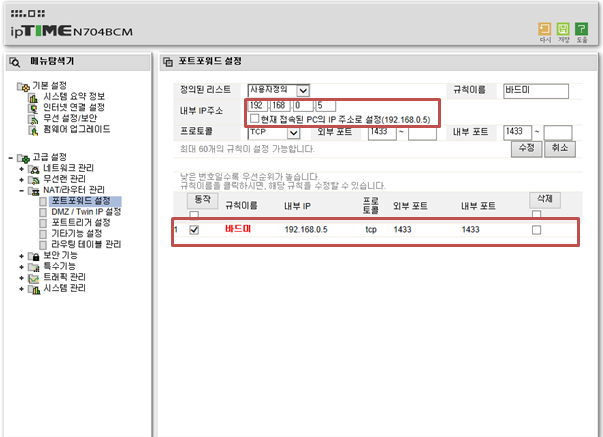 ipTIME N704BCM
다시 저장 도움
메뉴탐색기
기본 설정
시스템 요약 정보
인터넷 연결 설정
무선 설정/보안
펌웨어 업그레이드
고급 설정
네트워크 관리
무선랜 관리
NAT/라우터 관리
포트포워드 설정
DMZ / Twin IP 설정
포트트리거 설정
기타기능 설정
라우팅 테이블 관리
보안 기능
특수기능
트래픽 관리
시스템 관리
포트포워드 설정
정의된 리스트 사용자정의 규칙이름 바드미
내부 IP주소 192 .168 .0 .5
현재 접속된 PC의 IP 주소로 설정(192.168.0.5)
프로토콜 TCP 외부 포트 1433 ~ 내부 포트 1433 ~
최대 60개의 규칙이 설정 가능합니다. 수정 취소
낮은 번호일수록 우선순위가 높습니다.
규칙이름을 클릭하시면, 해당 규칙을 수정할 수 있습니다.
동작 규칙이름 내부 IP 프로토콜 외부 포트 내부 포트 삭제
1 바드미 192.168.0.5 tcp 1433 1433